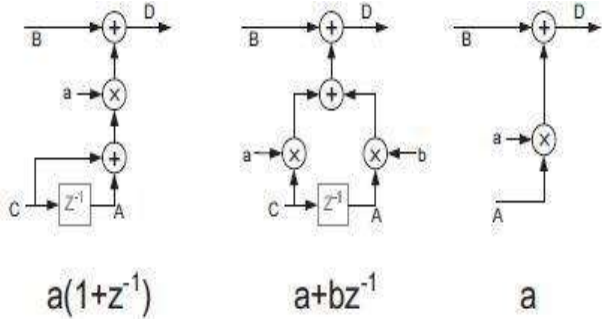 B D B D B D
+ + +
a × +
a × × b a ×
+
C Z⁻¹ A C Z⁻¹ A A
a(1+z⁻¹) a+bz⁻¹ a